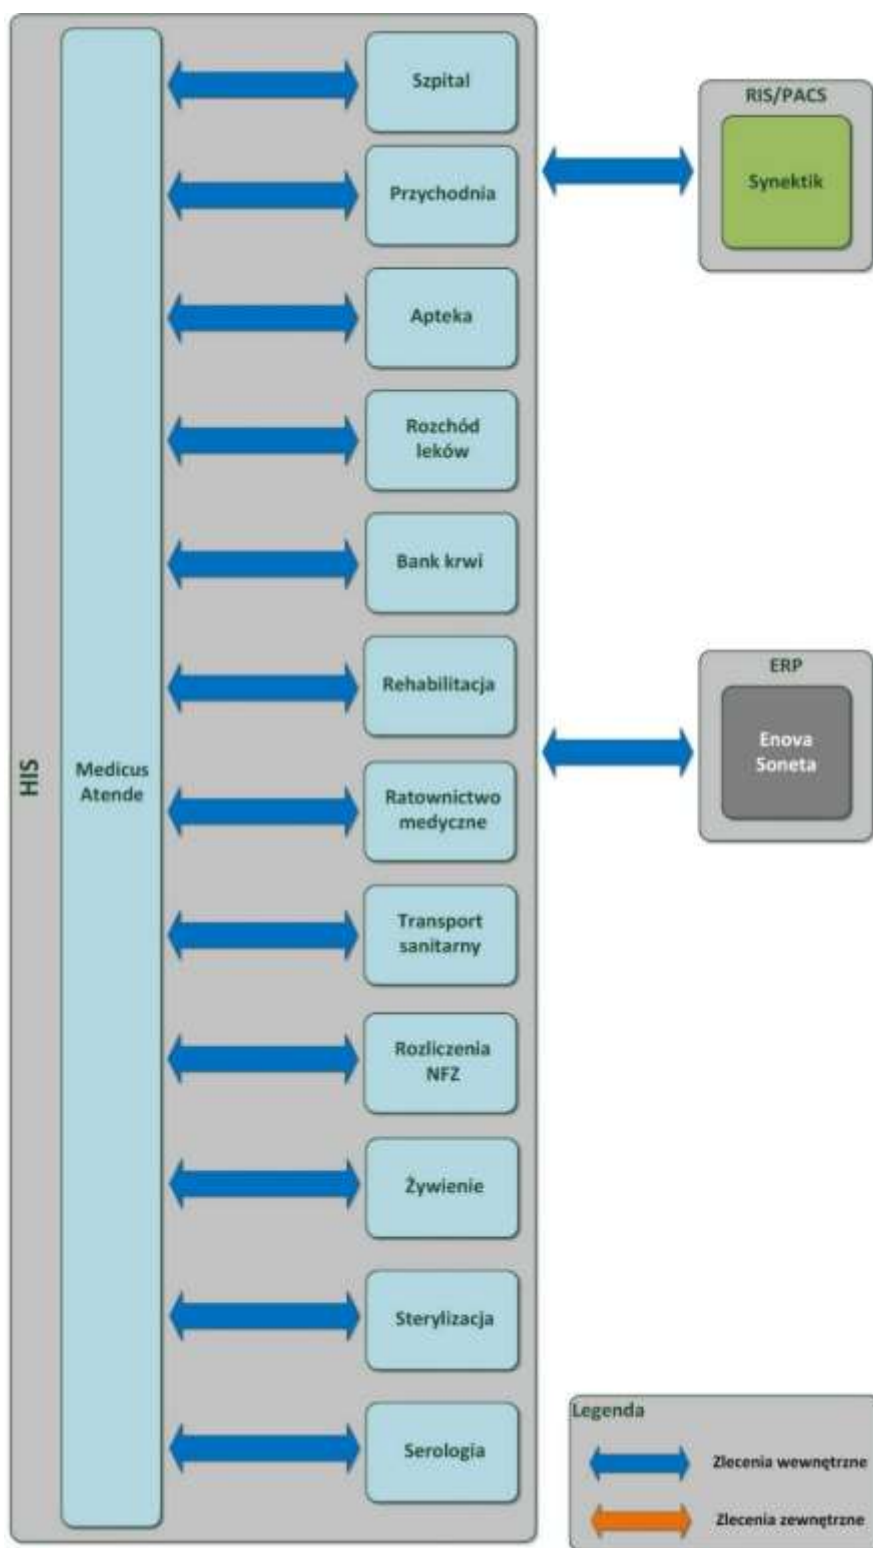 HIS
Medicus
Atende
Szpital
Przychodnia
Apteka
Rozchód
leków
Bank krwi
Rehabilitacja
Ratownictwo
medyczne
Transport
sanitarny
Rozliczenia
NFZ
Żywienie
Sterylizacja
Serologia
RIS/PACS
Synektik
ERP
Enova
Soneta
Legenda
Zlecenia wewnętrzne
Zlecenia zewnętrzne